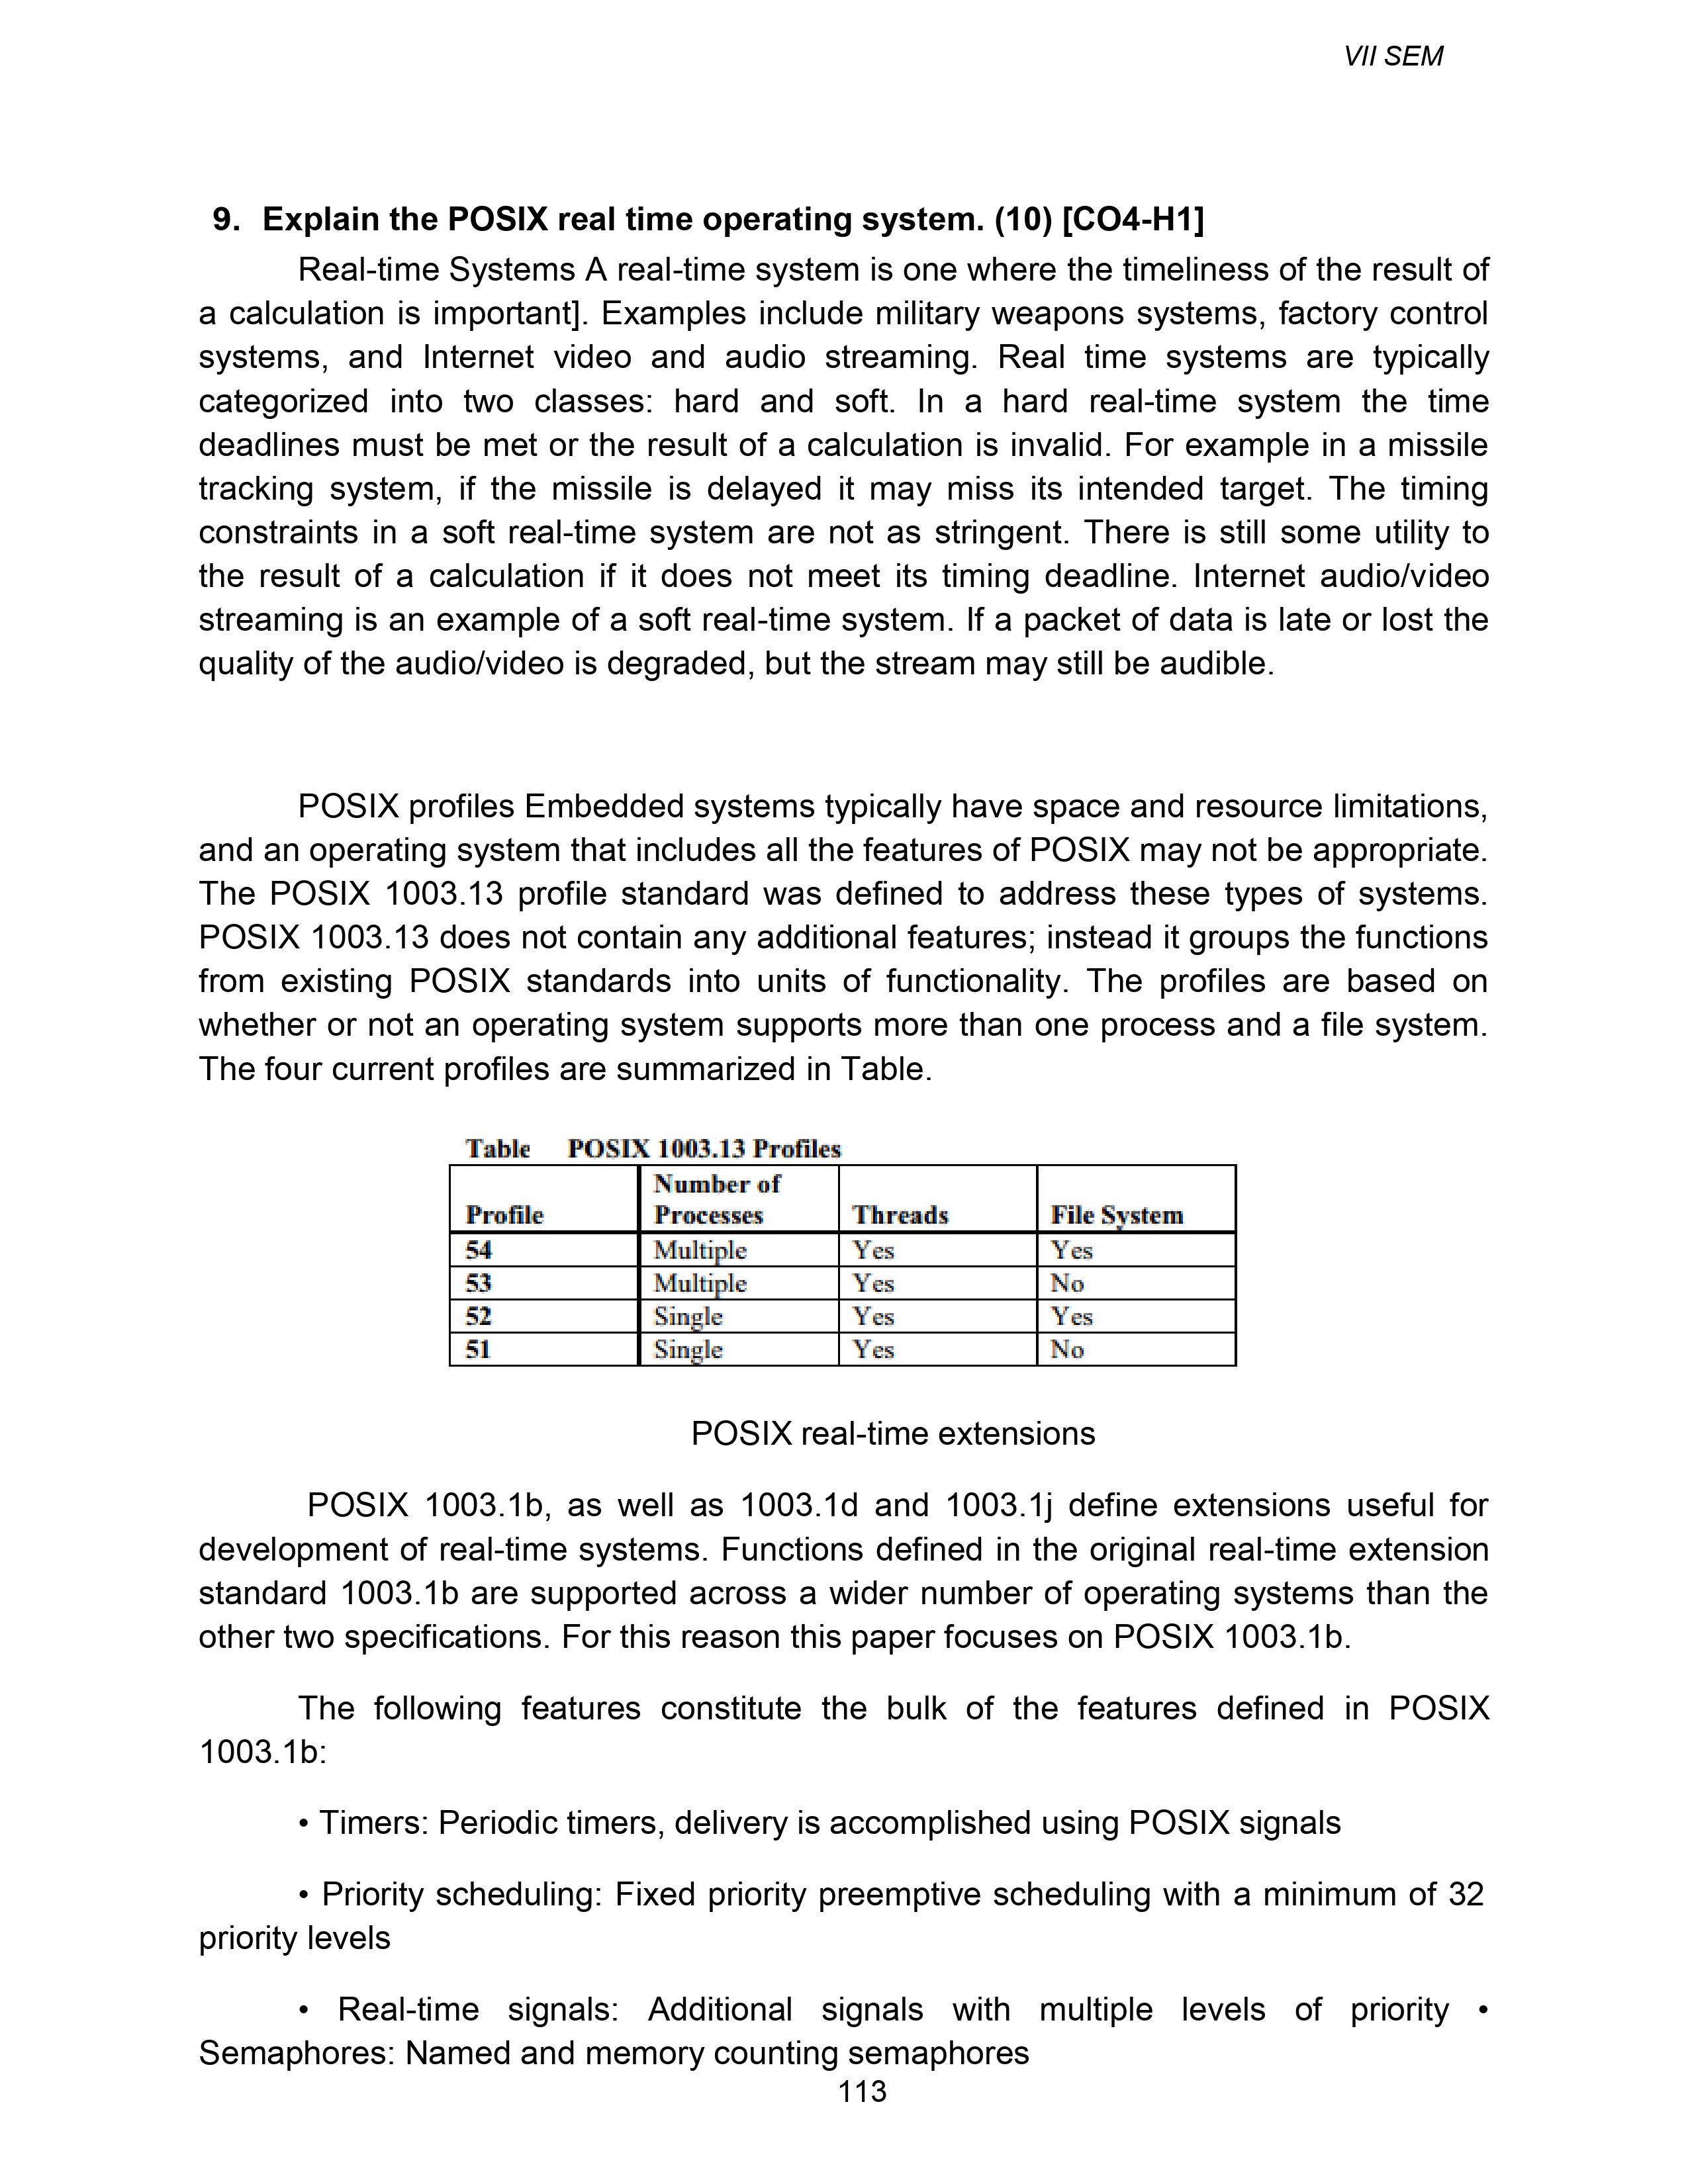 VII SEM
9. Explain the POSIX real time operating system. (10) [CO4-H1]
Real-time Systems A real-time system is one where the timeliness of the result of
a calculation is important]. Examples include military weapons systems, factory control
systems, and Internet video and audio streaming. Real time systems are typically
categorized into two classes: hard and soft. In a hard real-time system the time
deadlines must be met or the result of a calculation is invalid. For example in a missile
tracking system, if the missile is delayed it may miss its intended target. The timing
constraints in a soft real-time system are not as stringent. There is still some utility to
the result of a calculation if it does not meet its timing deadline. Internet audio/video
streaming is an example of a soft real-time system. If a packet of data is late or lost the
quality of the audio/video is degraded, but the stream may still be audible.
POSIX profiles Embedded systems typically have space and resource limitations,
and an operating system that includes all the features of POSIX may not be appropriate.
The POSIX 1003.13 profile standard was defined to address these types of systems.
POSIX 1003.13 does not contain any additional features; instead it groups the functions
from existing POSIX standards into units of functionality. The profiles are based on
whether or not an operating system supports more than one process and a file system.
The four current profiles are summarized in Table.
Table POSIX 1003.13 Profiles
Number of
Profile Processes Threads File System
54 Multiple Yes Yes
53 Multiple Yes No
52 Single Yes Yes
51 Single Yes No
POSIX real-time extensions
POSIX 1003.1b, as well as 1003.1d and 1003.1j define extensions useful for
development of real-time systems. Functions defined in the original real-time extension
standard 1003.1b are supported across a wider number of operating systems than the
other two specifications. For this reason this paper focuses on POSIX 1003.1b.
The following features constitute the bulk of the features defined in POSIX
1003.1b:
• Timers: Periodic timers, delivery is accomplished using POSIX signals
• Priority scheduling: Fixed priority preemptive scheduling with a minimum of 32
priority levels
• Real-time signals: Additional signals with multiple levels of priority •
Semaphores: Named and memory counting semaphores
113